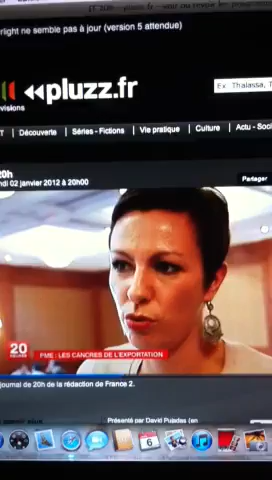 rlight ne semble pas à jour (version 5 attendue)
pluzz.fr
visions
Ex: Thalassa, T
T | Découverte | Séries - Fictions | Vie pratique | Culture | Actu - Soci
20h
ndi 02 janvier 2012 à 20h00
Partager
20
PME : LES CANCRES DE L'EXPORTATION
journal de 20h de la rédaction de France 2.
Présenté par David Pujadas (en
6